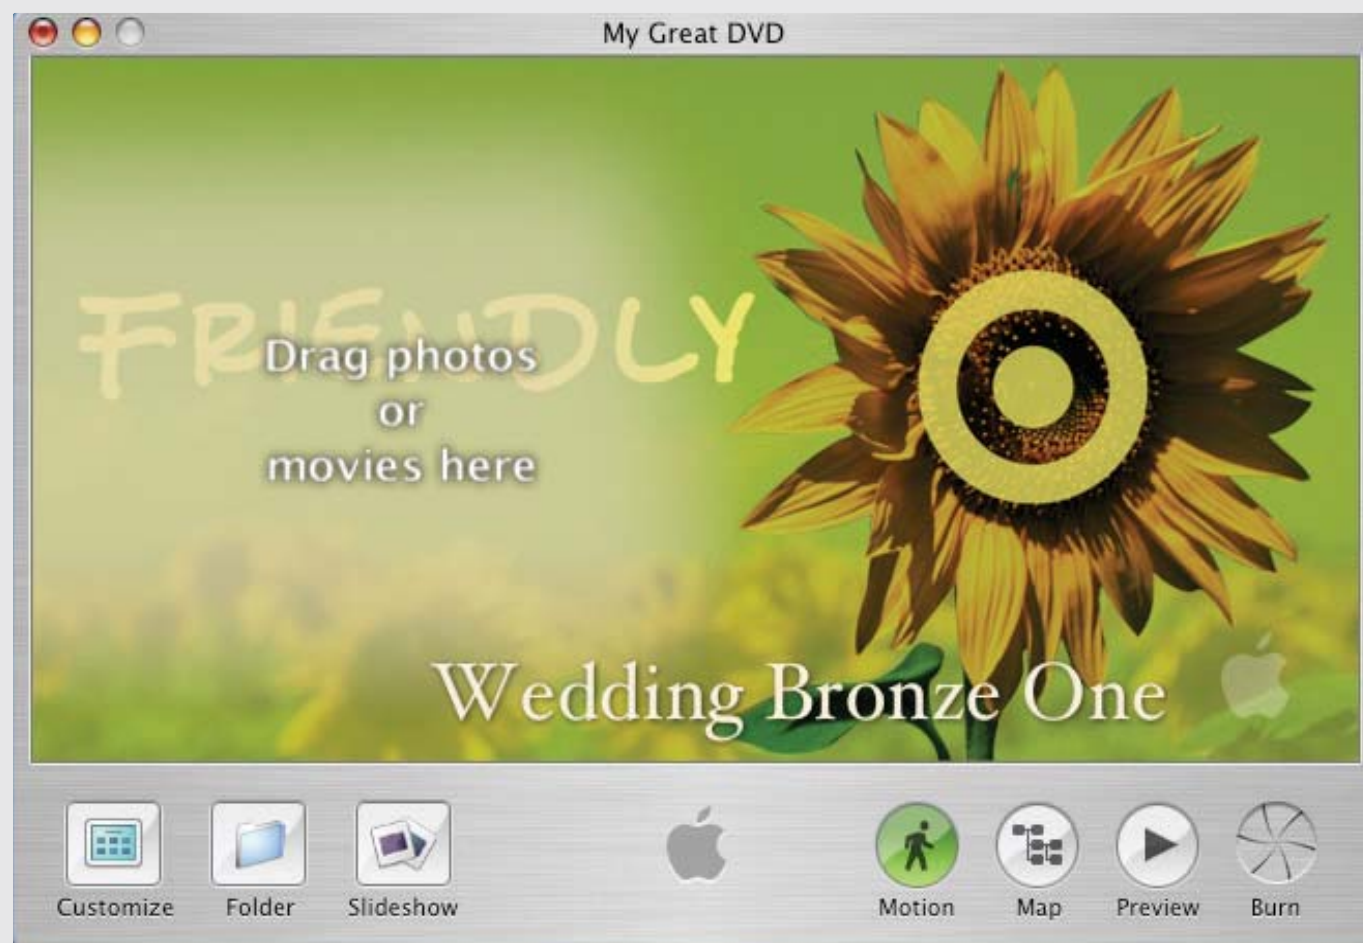 My Great DVD
FRIENDLY
Drag photos
or
movies here
Wedding Bronze One
Customize
Folder
Slideshow
Motion
Map
Preview
Burn